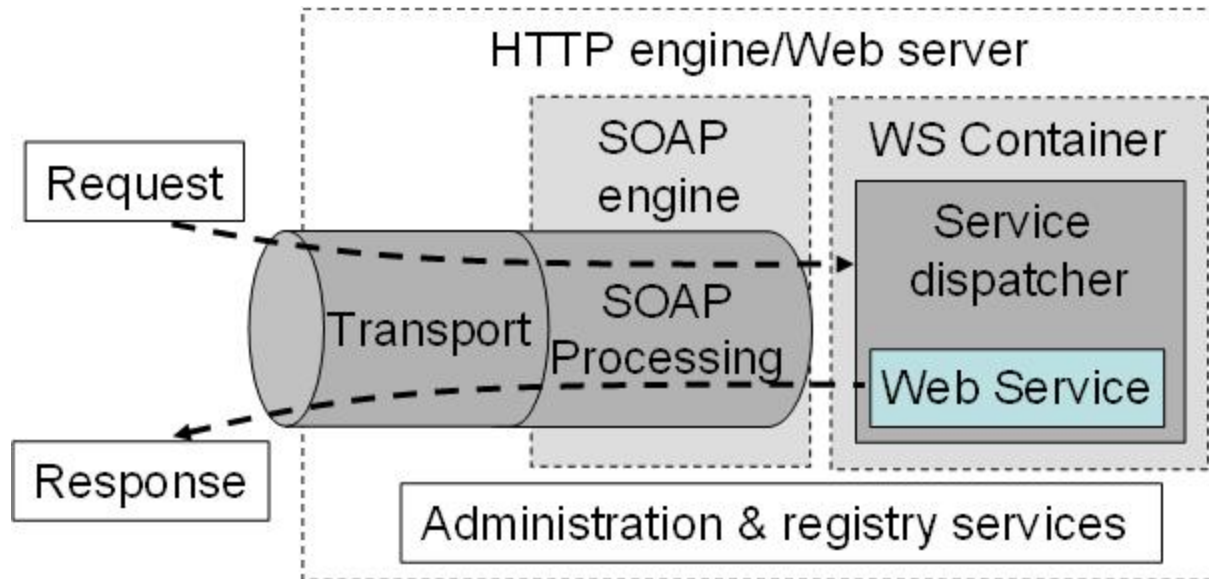 HTTP engine/Web server
SOAP
engine
WS Container
Request
Service
dispatcher
Transport
SOAP
Processing
Web Service
Response
Administration & registry services